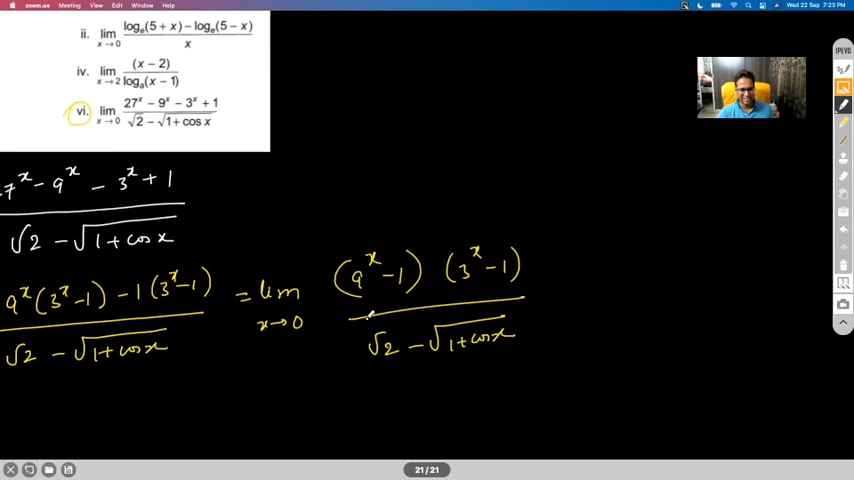 zoom.us Meeting View Edit Window Help Wed 22 Sep 7:23 PM
ii. lim x→0 logₑ(5 + x) − logₑ(5 − x) / x
iv. lim x→2 (x − 2) / logₐ(x − 1)
vi. lim x→0 27ˣ − 9ˣ − 3ˣ + 1 / √2 − √1 + cos x
7ˣ − 9ˣ − 3ˣ + 1
√2 − √1 + cos x
9ˣ(3ˣ − 1) − 1(3ˣ − 1) = lim x→0 (9ˣ − 1) (3ˣ − 1)
√2 − √1 + cos x √2 − √1 + cos x
21 / 21